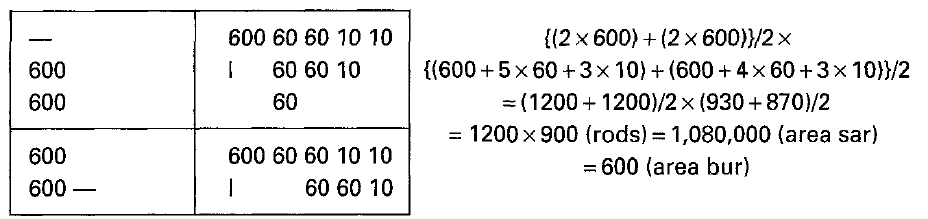 — 600 60 60 10 10
600 | 60 60 10
600 60
600 600 60 60 10 10
600 — | 60 60 10
{(2 × 600) + (2 × 600)}/2 ×
{(600 + 5 × 60 + 3 × 10) + (600 + 4 × 60 + 3 × 10)}/2
= (1200 + 1200)/2 × (930 + 870)/2
= 1200 × 900 (rods) = 1,080,000 (area sar)
= 600 (area bur)